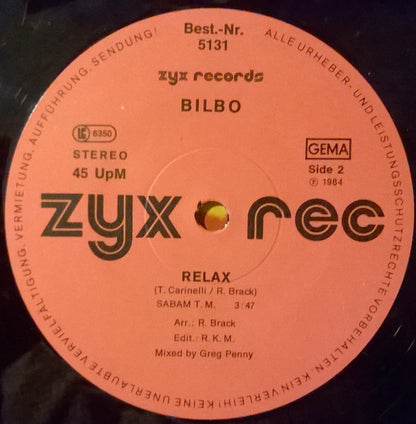 Best.-Nr.
5131
zyx records
BILBO
LC 6350
STEREO
45 UpM
GEMA
Side 2
℗ 1984
zyx rec
RELAX
(T. Carinelli / R. Brack)
SABAM T. M. 3:47
Arr.: R. Brack
Edit.: R. K. M.
Mixed by Greg Penny
ALLE URHEBER- UND LEISTUNGSSCHUTZRECHTE VORBEHALTEN. KEIN VERLEIH! KEINE UNERLAUBTE VERVIELFÄLTIGUNG. VERMIETUNG. AUFFÜHRUNG. SENDUNG!